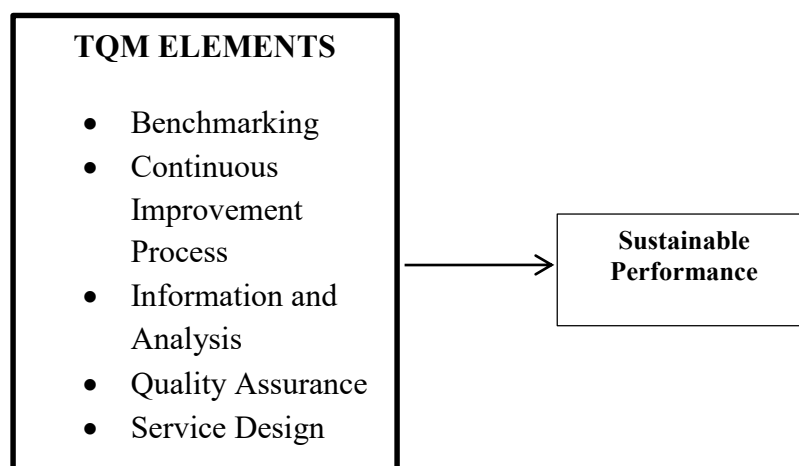 TQM ELEMENTS
• Benchmarking
• Continuous
Improvement
Process
• Information and
Analysis
• Quality Assurance
• Service Design
Sustainable
Performance